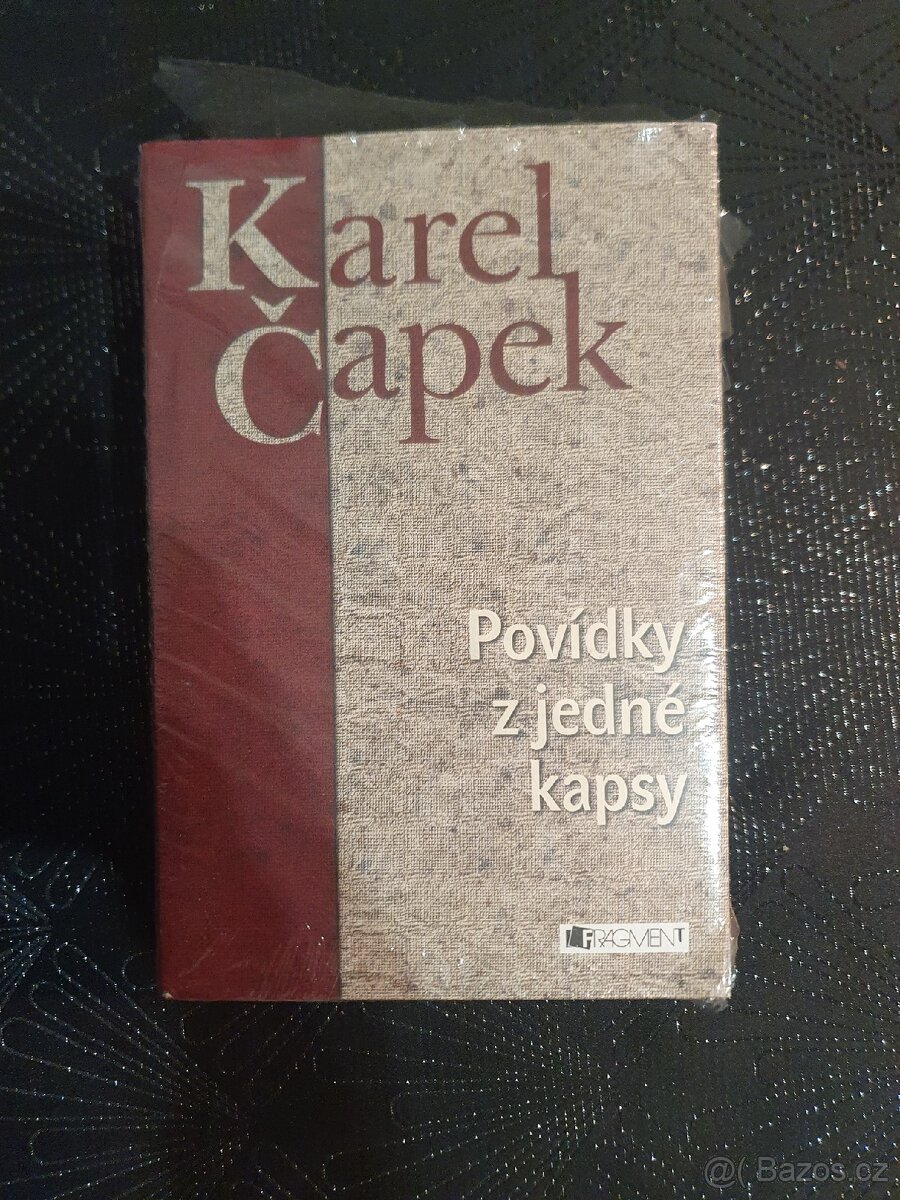 Karel
Čapek
Povídky
z jedné
kapsy
FRAGMENT
@( Bazos.cz